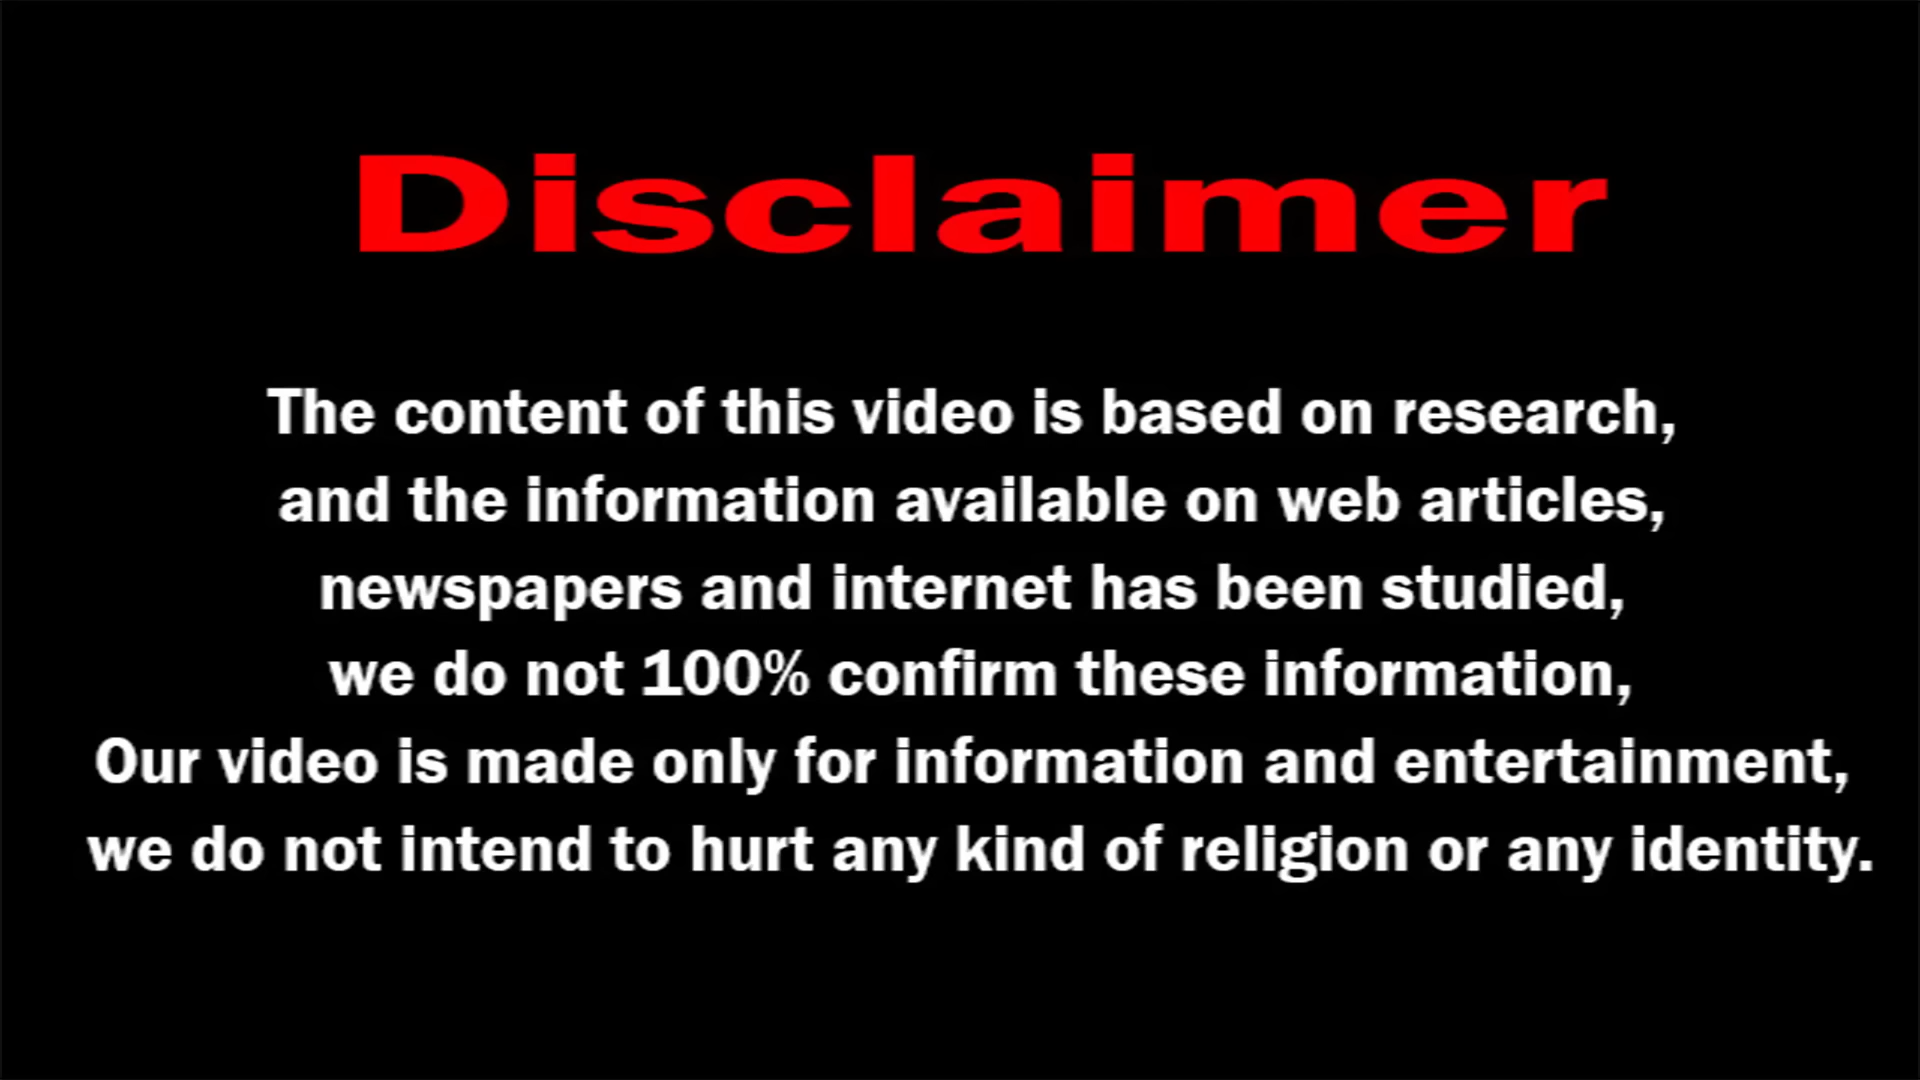 Disclaimer
The content of this video is based on research,
and the information available on web articles,
newspapers and internet has been studied,
we do not 100% confirm these information,
Our video is made only for information and entertainment,
we do not intend to hurt any kind of religion or any identity.